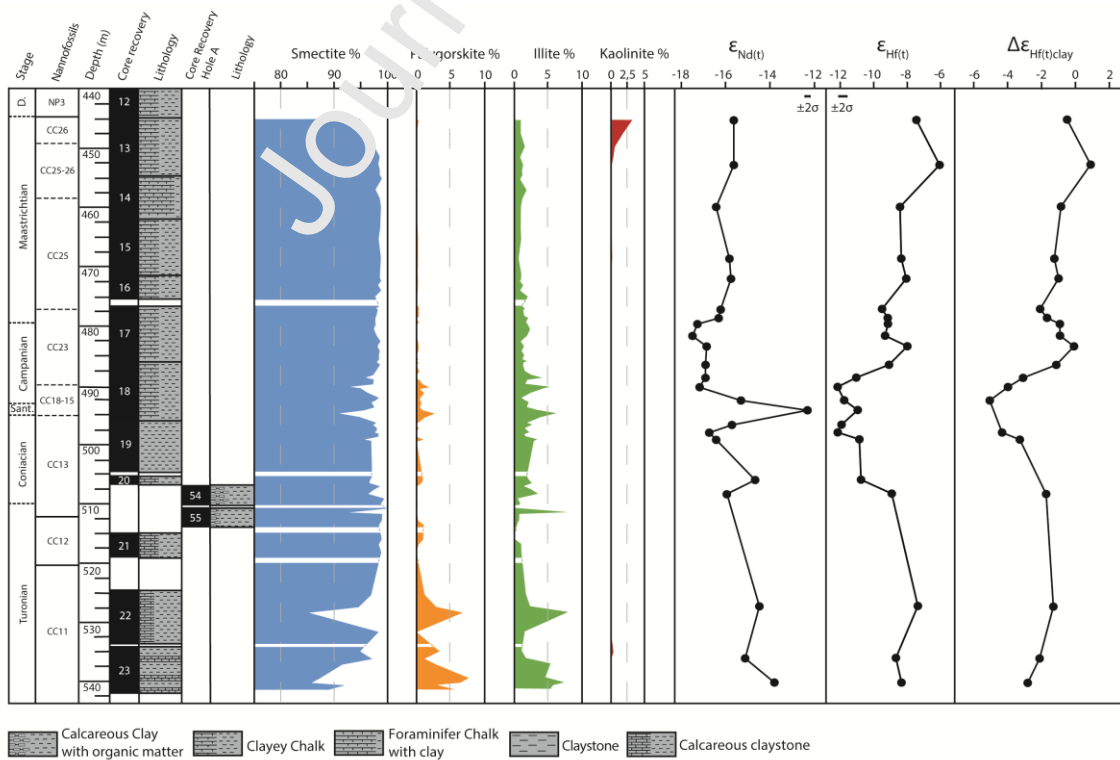 Stage
Nannofossils
Depth (m)
Core recovery
Lithology
Core Recovery
Hole A
Lithology
Smectite %
80 90 100
Palygorskite %
0 5 10
Illite %
0 5 10
Kaolinite %
0 2,5 5
εNd(t)
-18 -16 -14 -12
±2σ
εHf(t)
-12 -10 -8 -6
±2σ
ΔεHf(t)clay
-6 -4 -2 0 2
Jour
D.
Maastrichtian
Campanian
Sant.
Coniacian
Turonian
NP3
CC26
CC25-26
CC25
CC23
CC18-15
CC13
CC12
CC11
440
450
460
470
480
490
500
510
520
530
540
12
13
14
15
16
17
18
19
20
21
22
23
54
55
Calcareous Clay
with organic matter
Clayey Chalk
Foraminifer Chalk
with clay
Claystone
Calcareous claystone